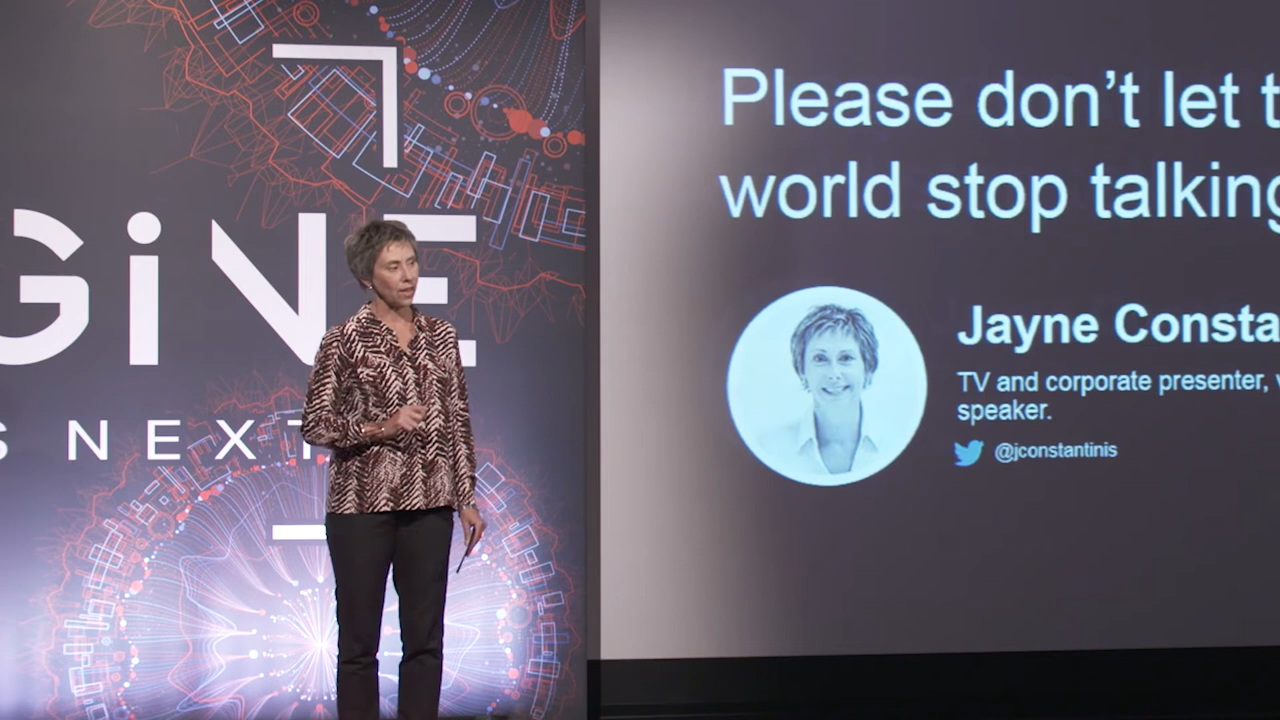 GiNE
S NEXT
Please don't let t
world stop talking
Jayne Consta
TV and corporate presenter, w
speaker.
@jconstantinis